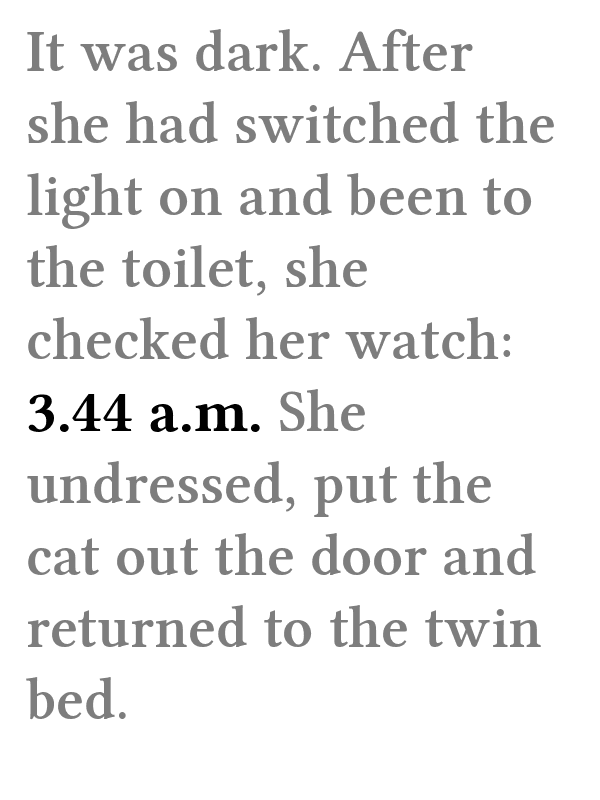 It was dark. After
she had switched the
light on and been to
the toilet, she
checked her watch:
3.44 a.m. She
undressed, put the
cat out the door and
returned to the twin
bed.